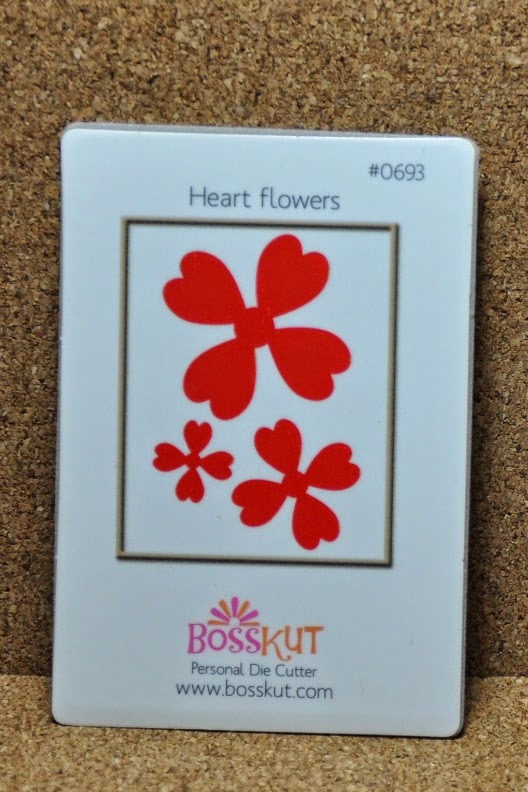 #0693
Heart flowers
BOSSKUT
Personal Die Cutter
www.bosskut.com